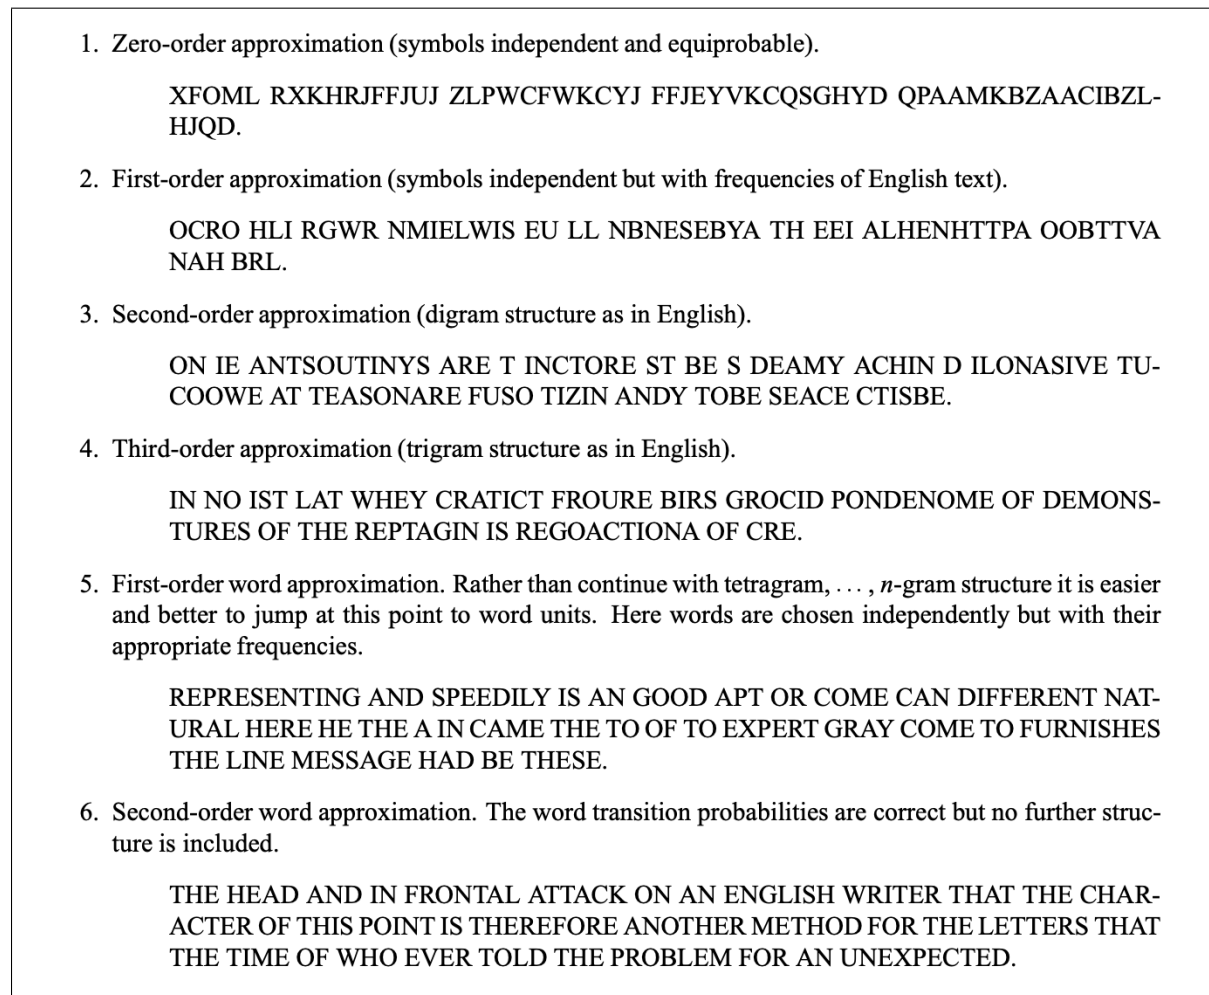 1. Zero-order approximation (symbols independent and equiprobable).
XFOML RXKHRJFFJUJ ZLPWCFWKCYJ FFJEYVKCQSGHYD QPAAMKBZAACIBZL-
HJQD.
2. First-order approximation (symbols independent but with frequencies of English text).
OCRO HLI RGWR NMIELWIS EU LL NBNESEBYA TH EEI ALHENHTTPA OOBTTVA
NAH BRL.
3. Second-order approximation (digram structure as in English).
ON IE ANTSOUTINYS ARE T INCTORE ST BE S DEAMY ACHIN D ILONASIVE TU-
COOWE AT TEASONARE FUSO TIZIN ANDY TOBE SEACE CTISBE.
4. Third-order approximation (trigram structure as in English).
IN NO IST LAT WHEY CRATICT FROURE BIRS GROCID PONDENOME OF DEMONS-
TURES OF THE REPTAGIN IS REGOACTIONA OF CRE.
5. First-order word approximation. Rather than continue with tetragram, ... , n-gram structure it is easier
and better to jump at this point to word units. Here words are chosen independently but with their
appropriate frequencies.
REPRESENTING AND SPEEDILY IS AN GOOD APT OR COME CAN DIFFERENT NAT-
URAL HERE HE THE A IN CAME THE TO OF TO EXPERT GRAY COME TO FURNISHES
THE LINE MESSAGE HAD BE THESE.
6. Second-order word approximation. The word transition probabilities are correct but no further struc-
ture is included.
THE HEAD AND IN FRONTAL ATTACK ON AN ENGLISH WRITER THAT THE CHAR-
ACTER OF THIS POINT IS THEREFORE ANOTHER METHOD FOR THE LETTERS THAT
THE TIME OF WHO EVER TOLD THE PROBLEM FOR AN UNEXPECTED.